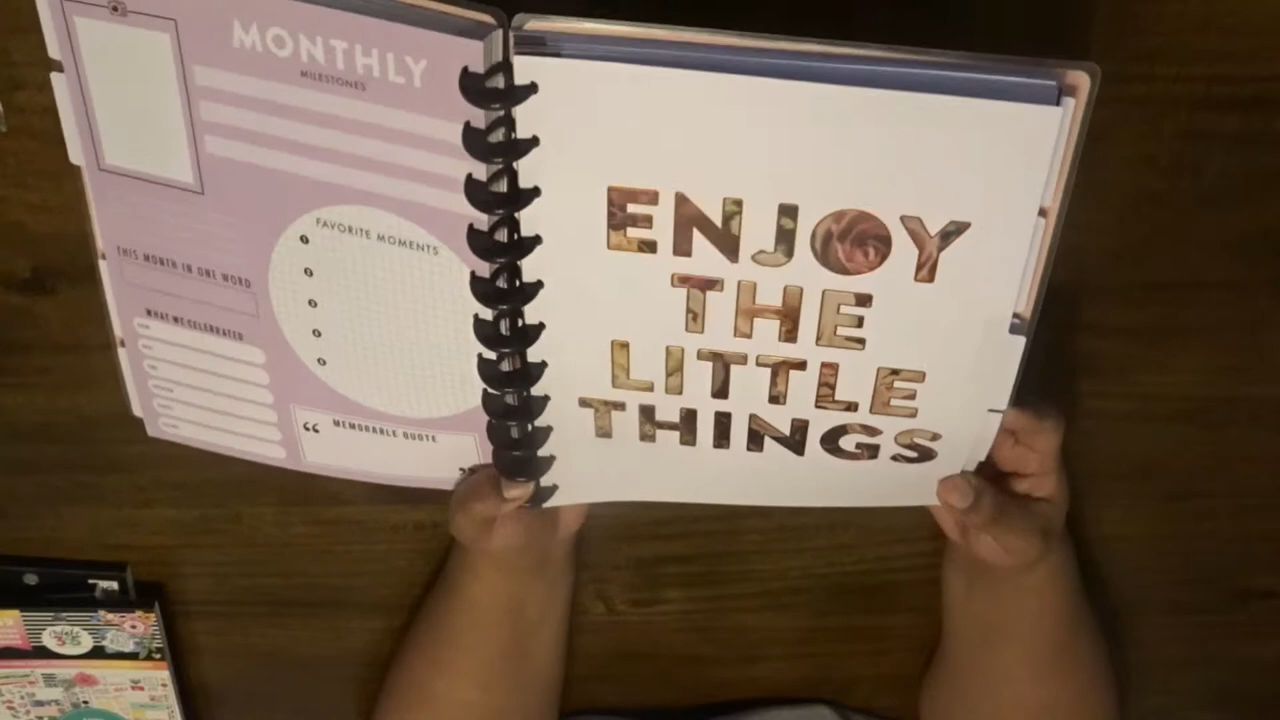 MONTHLY
MILESTONES
FAVORITE MOMENTS
1
2
3
4
5
THIS MONTH IN ONE WORD
WHAT WE CELEBRATED
“ MEMORABLE QUOTE
”
ENJOY
THE
LITTLE
THINGS